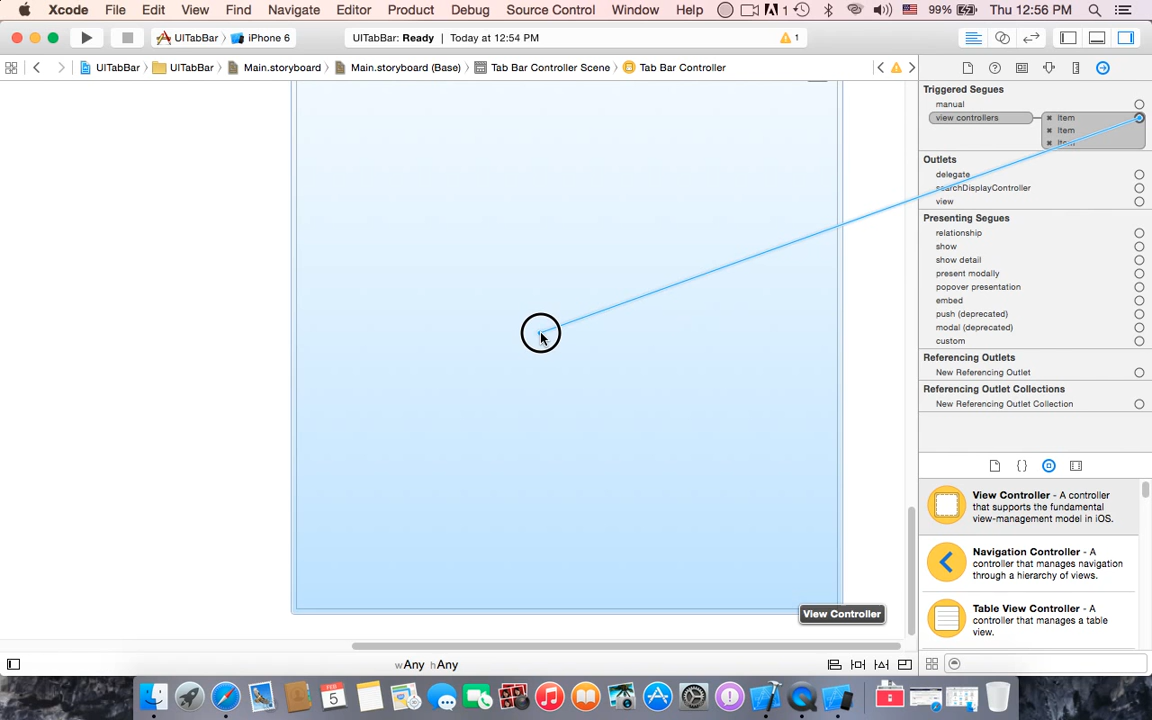 Xcode File Edit View Find Navigate Editor Product Debug Source Control Window Help 1 99% Thu 12:56 PM
UITabBar iPhone 6 UITabBar: Ready | Today at 12:54 PM 1
UITabBar UITabBar Main.storyboard Main.storyboard (Base) Tab Bar Controller Scene Tab Bar Controller
Triggered Segues
manual
view controllers Item
Item
Item
Outlets
delegate
searchDisplayController
view
Presenting Segues
relationship
show
show detail
present modally
popover presentation
embed
push (deprecated)
modal (deprecated)
custom
Referencing Outlets
New Referencing Outlet
Referencing Outlet Collections
New Referencing Outlet Collection
View Controller - A controller
that supports the fundamental
view-management model in iOS.
Navigation Controller - A
controller that manages navigation
through a hierarchy of views.
Table View Controller - A
controller that manages a table
view.
View Controller
wAny hAny
FEB
5